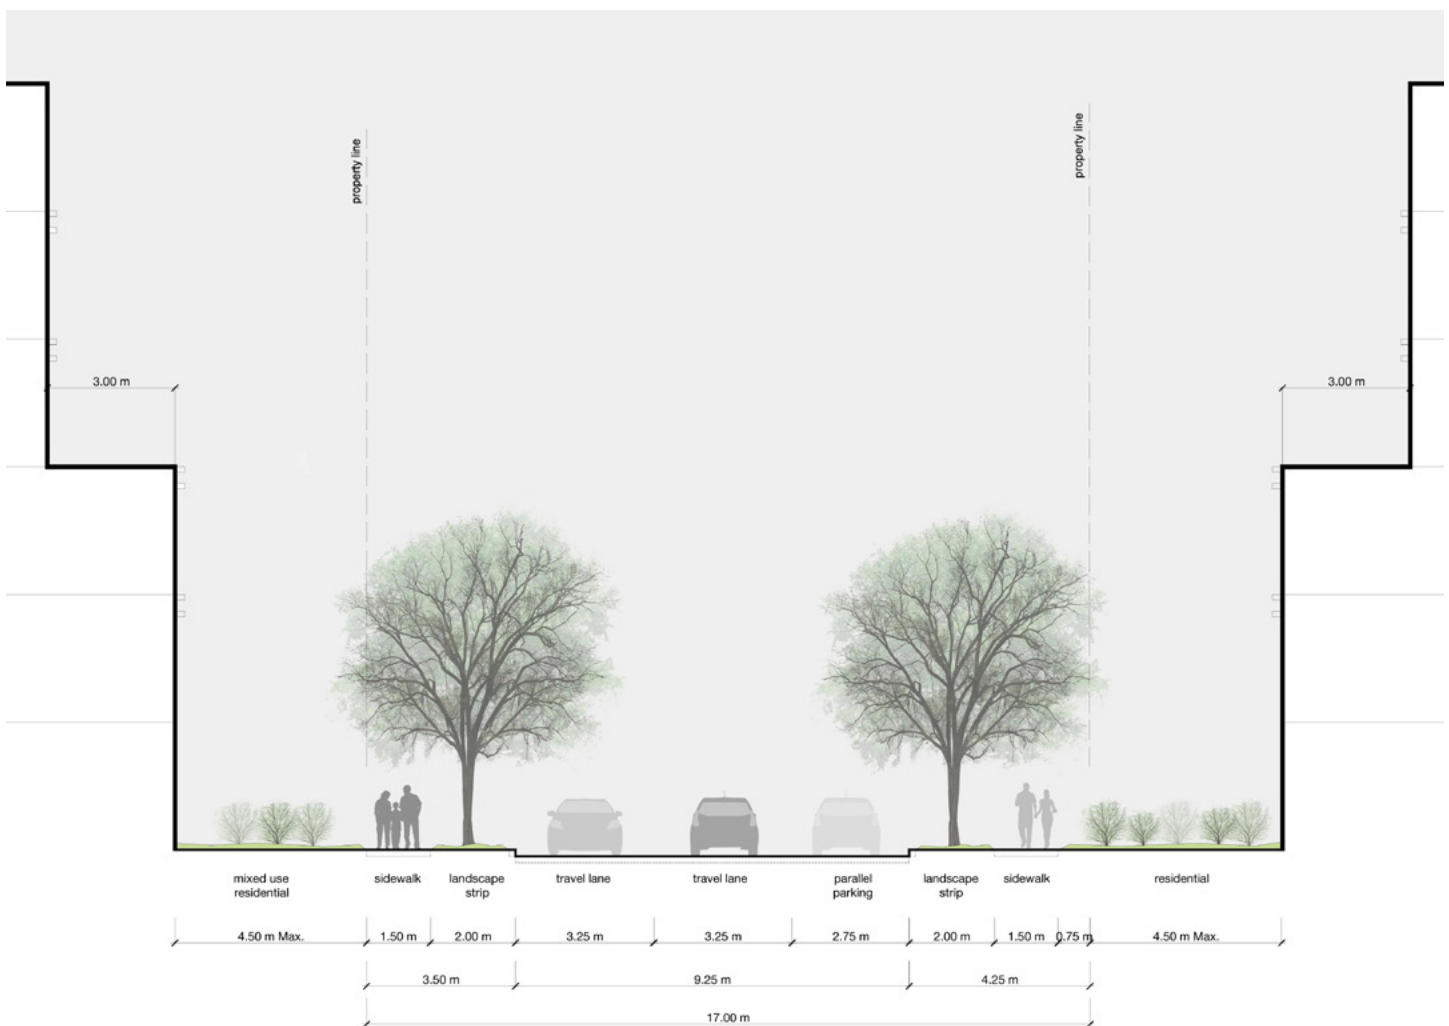 property line
property line
3.00 m
3.00 m
mixed use
residential
sidewalk
landscape
strip
travel lane
travel lane
parallel
parking
landscape
strip
sidewalk
residential
4.50 m Max.
1.50 m
2.00 m
3.25 m
3.25 m
2.75 m
2.00 m
1.50 m
0.75 m
4.50 m Max.
3.50 m
9.25 m
4.25 m
17.00 m